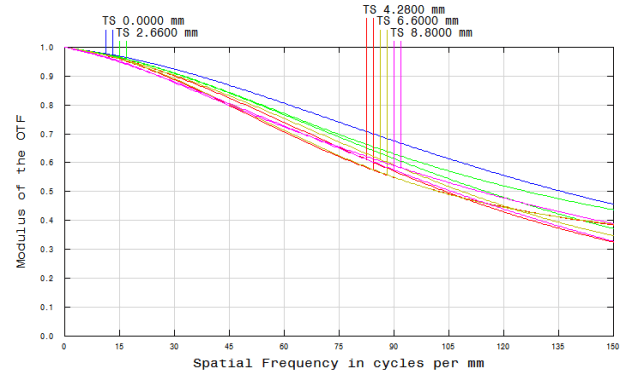 TS 0.0000 mm
TS 2.6600 mm
TS 4.2800 mm
TS 6.6000 mm
TS 8.8000 mm
1.0
0.9
0.8
0.7
0.6
0.5
0.4
0.3
0.2
0.1
0.0
Modulus of the OTF
0 15 30 45 60 75 90 105 120 135 150
Spatial Frequency in cycles per mm